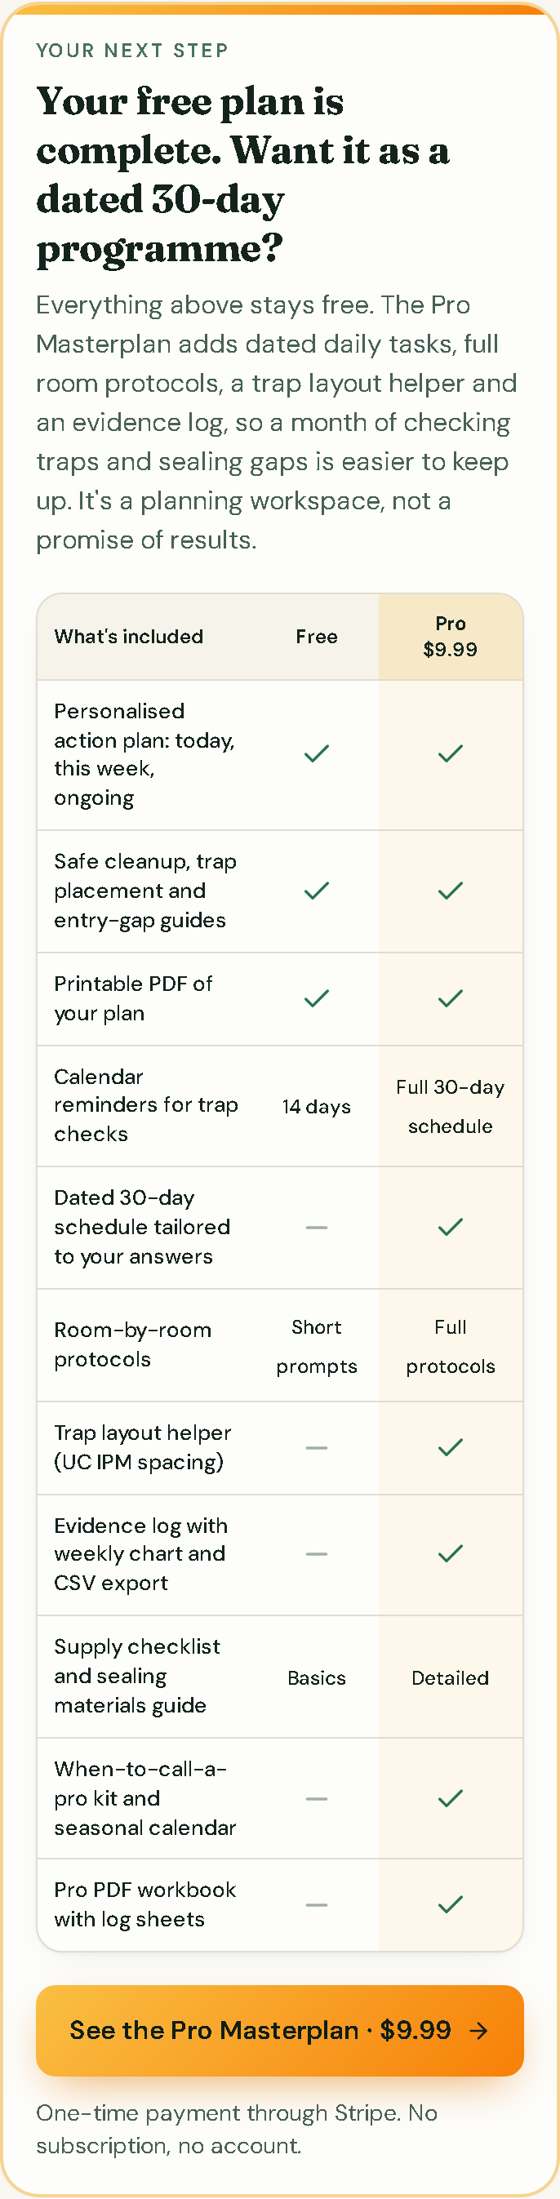 YOUR NEXT STEP
Your free plan is
complete. Want it as a
dated 30-day
programme?
Everything above stays free. The Pro
Masterplan adds dated daily tasks, full
room protocols, a trap layout helper and
an evidence log, so a month of checking
traps and sealing gaps is easier to keep
up. It's a planning workspace, not a
promise of results.
What's included Free Pro
$9.99
Personalised
action plan: today,
this week,
ongoing
Safe cleanup, trap
placement and
entry-gap guides
Printable PDF of
your plan
Calendar
reminders for trap
checks
14 days
Full 30-day
schedule
Dated 30-day
schedule tailored
to your answers
—
Room-by-room
protocols
Short
prompts
Full
protocols
Trap layout helper
(UC IPM spacing)
—
Evidence log with
weekly chart and
CSV export
—
Supply checklist
and sealing
materials guide
Basics
Detailed
When-to-call-a-
pro kit and
seasonal calendar
—
Pro PDF workbook
with log sheets
—
See the Pro Masterplan · $9.99 →
One-time payment through Stripe. No
subscription, no account.